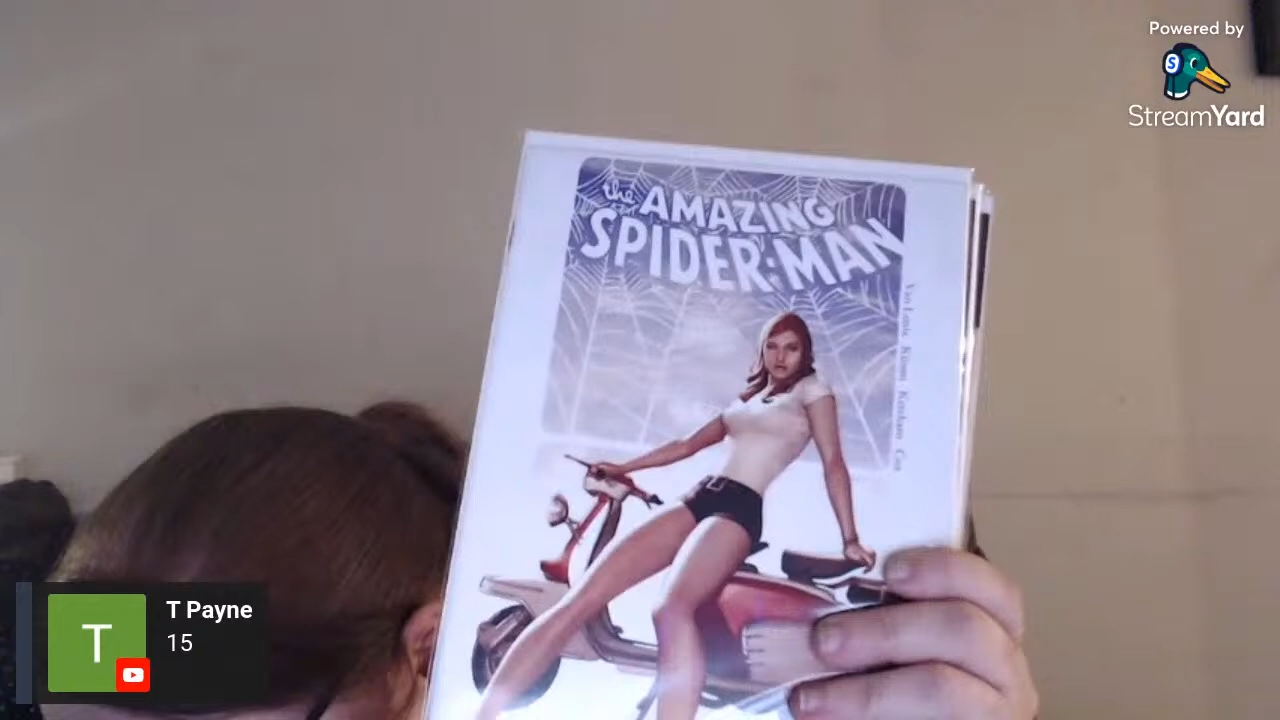 Powered by
S
StreamYard
the
AMAZING
SPIDER-MAN
T Payne
T
15